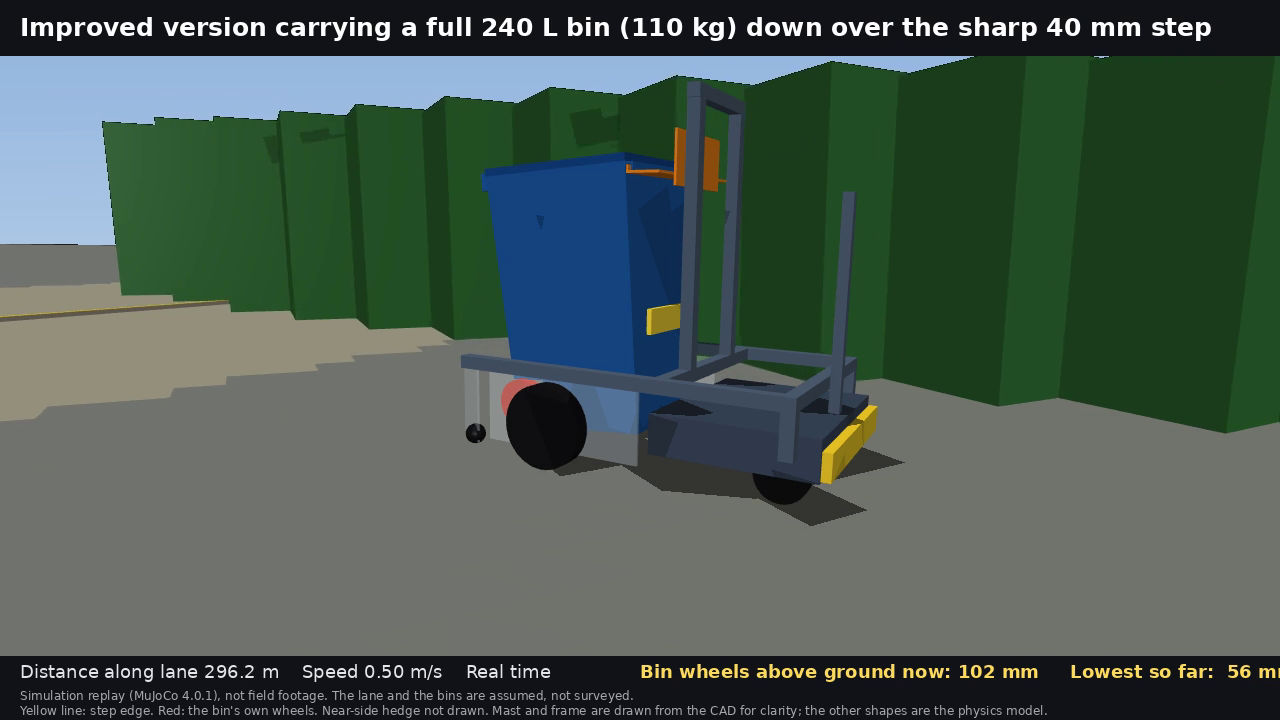 Improved version carrying a full 240 L bin (110 kg) down over the sharp 40 mm step
Distance along lane 296.2 m Speed 0.50 m/s Real time Bin wheels above ground now: 102 mm Lowest so far: 56 mm
Simulation replay (MuJoCo 4.0.1), not field footage. The lane and the bins are assumed, not surveyed.
Yellow line: step edge. Red: the bin's own wheels. Near-side hedge not drawn. Mast and frame are drawn from the CAD for clarity; the other shapes are the physics model.